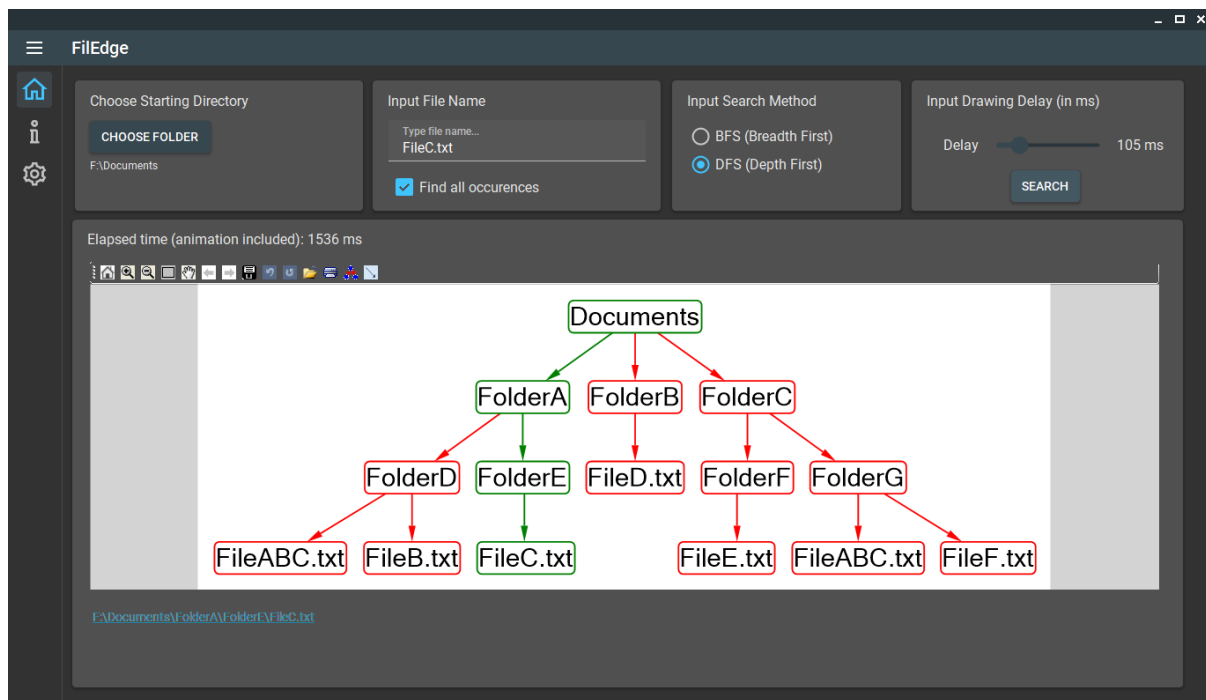 FilEdge
Choose Starting Directory
CHOOSE FOLDER
F:\Documents
Input File Name
Type file name...
FileC.txt
Find all occurences
Input Search Method
BFS (Breadth First)
DFS (Depth First)
Input Drawing Delay (in ms)
Delay 105 ms
SEARCH
Elapsed time (animation included): 1536 ms
Documents
FolderA FolderB FolderC
FolderD FolderE FileD.txt FolderF FolderG
FileABC.txt FileB.txt FileC.txt FileE.txt FileABC.txt FileF.txt
F:\Documents\FolderA\FolderE\FileC.txt